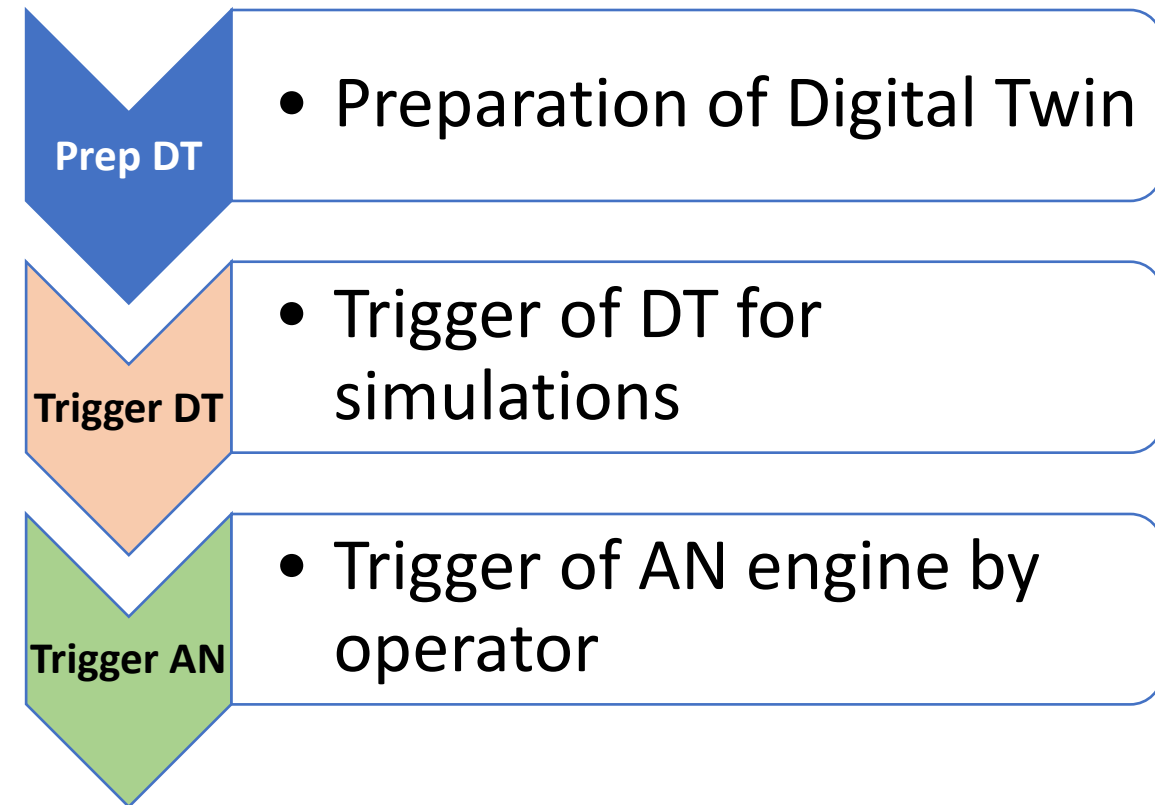 Prep DT
• Preparation of Digital Twin
Trigger DT
• Trigger of DT for
simulations
Trigger AN
• Trigger of AN engine by
operator